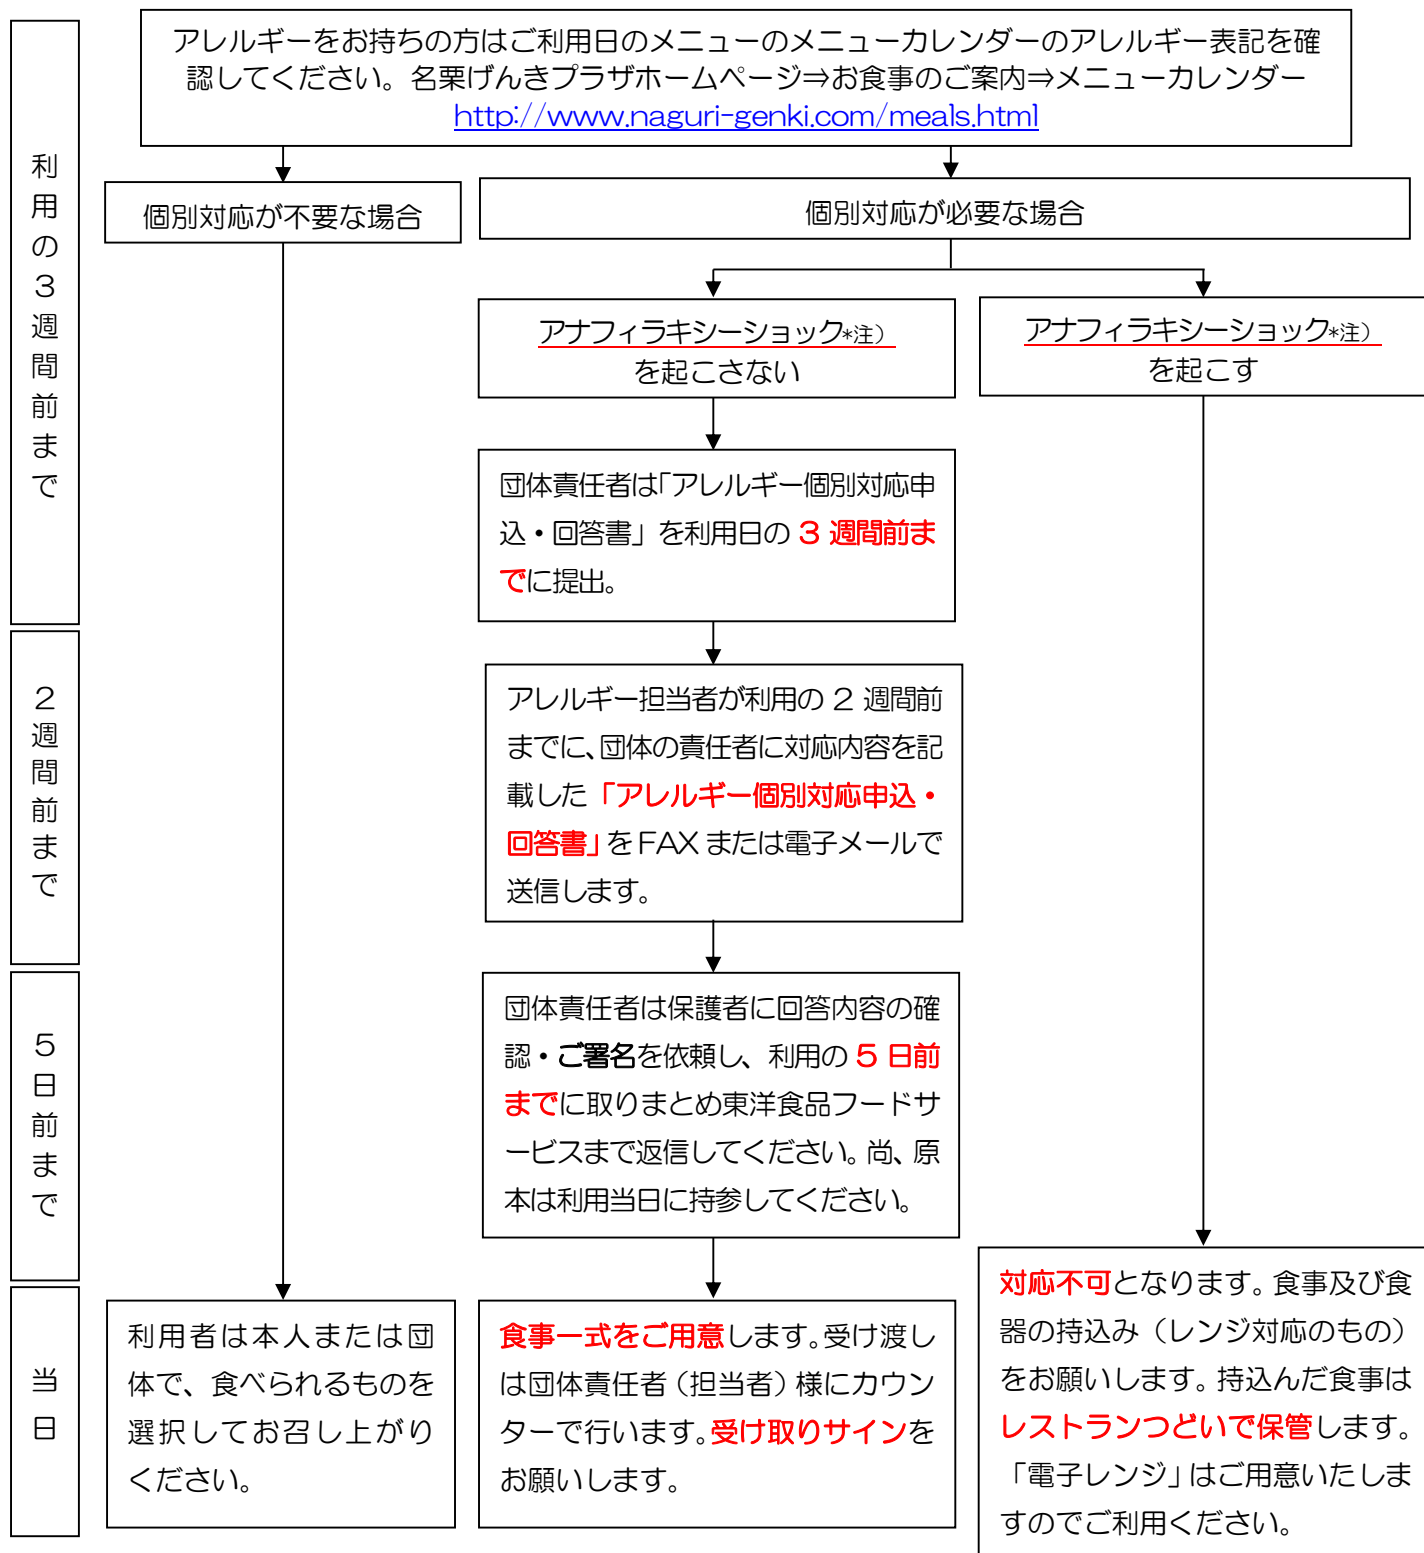 アレルギーをお持ちの方はご利用日のメニューのメニューカレンダーのアレルギー表記を確
認してください。名栗げんきプラザホームページ⇒お食事のご案内⇒メニューカレンダー
http://www.naguri-genki.com/meals.html
利用の３週間前まで
個別対応が不要な場合
個別対応が必要な場合
アナフィラキシーショック*注）
を起こさない
アナフィラキシーショック*注）
を起こす
団体責任者は「アレルギー個別対応申
込・回答書」を利用日の 3 週間前ま
でに提出。
２週間前まで
アレルギー担当者が利用の 2 週間前
までに、団体の責任者に対応内容を記
載した「アレルギー個別対応申込・
回答書」を FAX または電子メールで
送信します。
５日前まで
団体責任者は保護者に回答内容の確
認・ご署名を依頼し、利用の 5 日前
までに取りまとめ東洋食品フードサ
ービスまで返信してください。尚、原
本は利用当日に持参してください。
当日
利用者は本人または団
体で、食べられるものを
選択してお召し上がり
ください。
食事一式をご用意します。受け渡し
は団体責任者（担当者）様にカウン
ターで行います。受け取りサインを
お願いします。
対応不可となります。食事及び食
器の持込み（レンジ対応のもの）
をお願いします。持込んだ食事は
レストランつどいで保管します。
「電子レンジ」はご用意いたしま
すのでご利用ください。